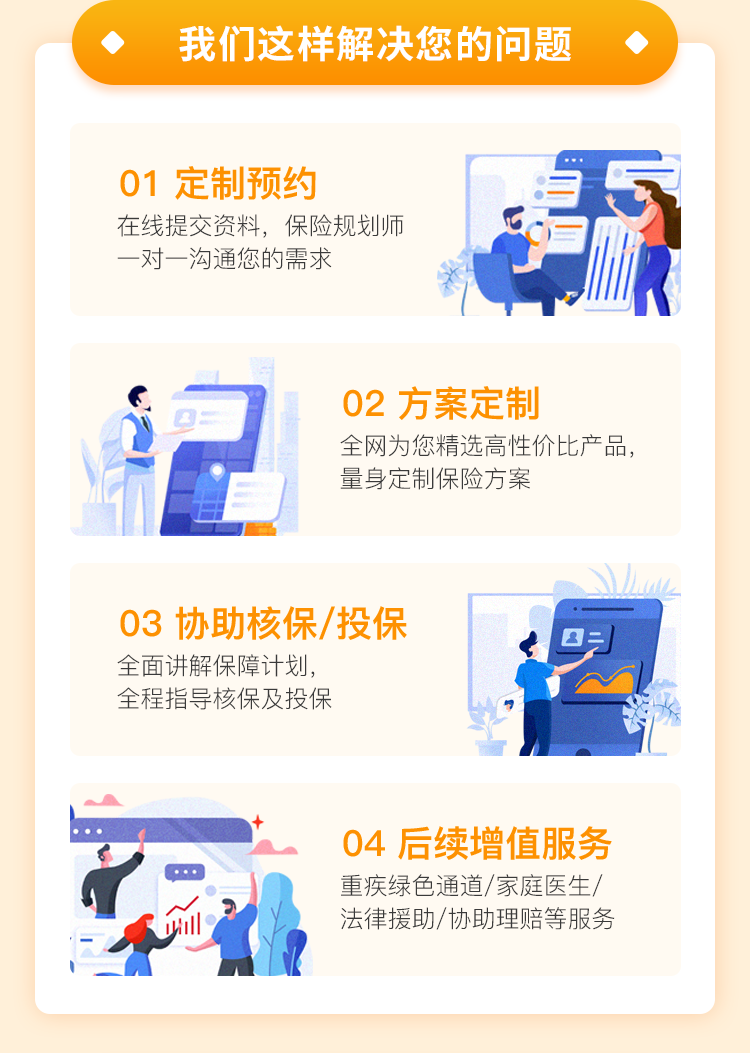 我们这样解决您的问题
01 定制预约
在线提交资料，保险规划师
一对一沟通您的需求
02 方案定制
全网为您精选高性价比产品，
量身定制保险方案
03 协助核保/投保
全面讲解保障计划，
全程指导核保及投保
04 后续增值服务
重疾绿色通道/家庭医生/
法律援助/协助理赔等服务